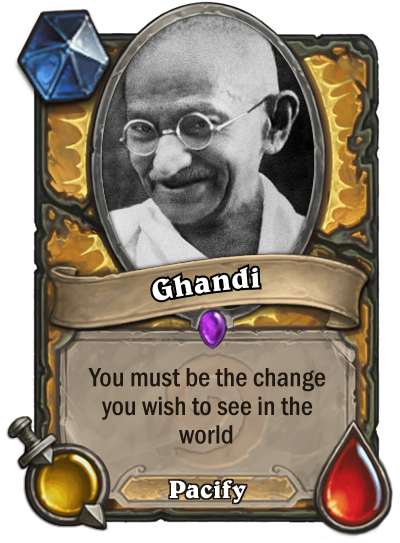 Ghandi
You must be the change
you wish to see in the
world
Pacify